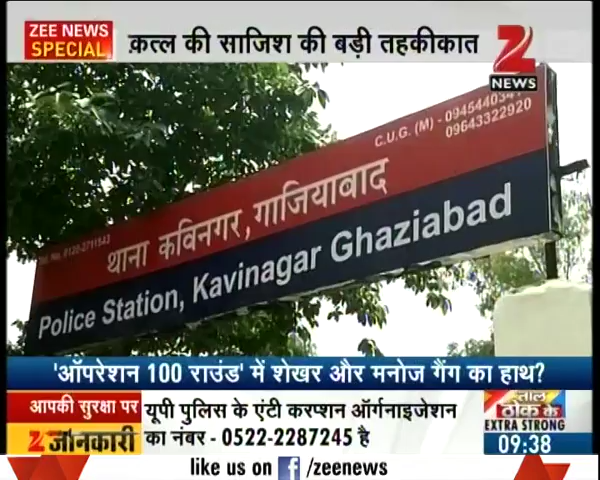 ZEE NEWS
SPECIAL
क़त्ल की साजिश की बड़ी तहकीकात
NEWS
C.U.G. (M) -
09643322920
थाना कविनगर, गाजियाबाद
Police Station, Kavinagar Ghaziabad
'ऑपरेशन 100 राउंड' में शेखर और मनोज गैंग का हाथ?
आपकी सुरक्षा पर
जानकारी
यूपी पुलिस के एंटी करप्शन ऑर्गनाइजेशन
का नंबर - 0522-2287245 है
ताल
ठोक के
EXTRA STRONG
09:38
like us on f /zeenews